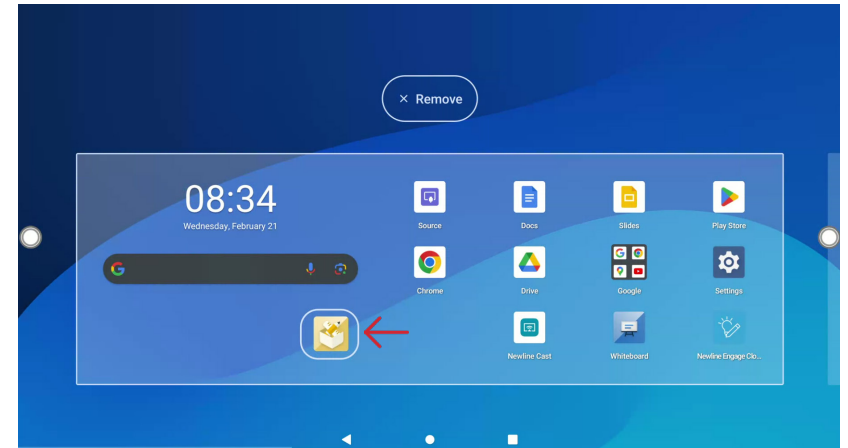 × Remove
08:34
Wednesday, February 21
Source
Docs
Slides
Play Store
Chrome
Drive
Google
Settings
Newline Cast
Whiteboard
Newline Engage Clo...